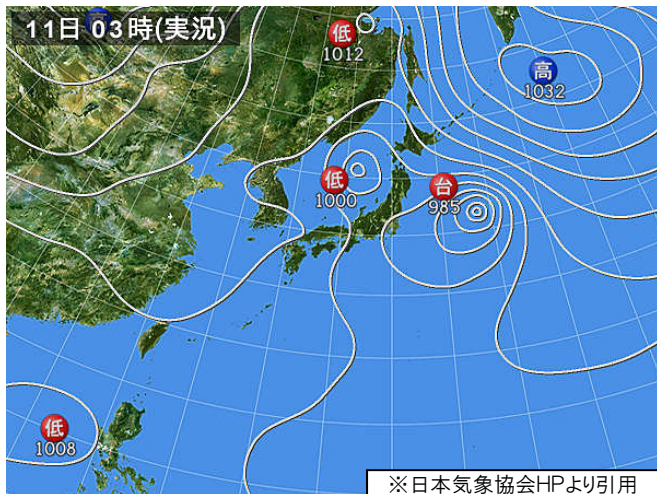 11日 03時(実況)
高
低
1012
高
1032
低
1000
台
985
低
1008
※日本気象協会HPより引用